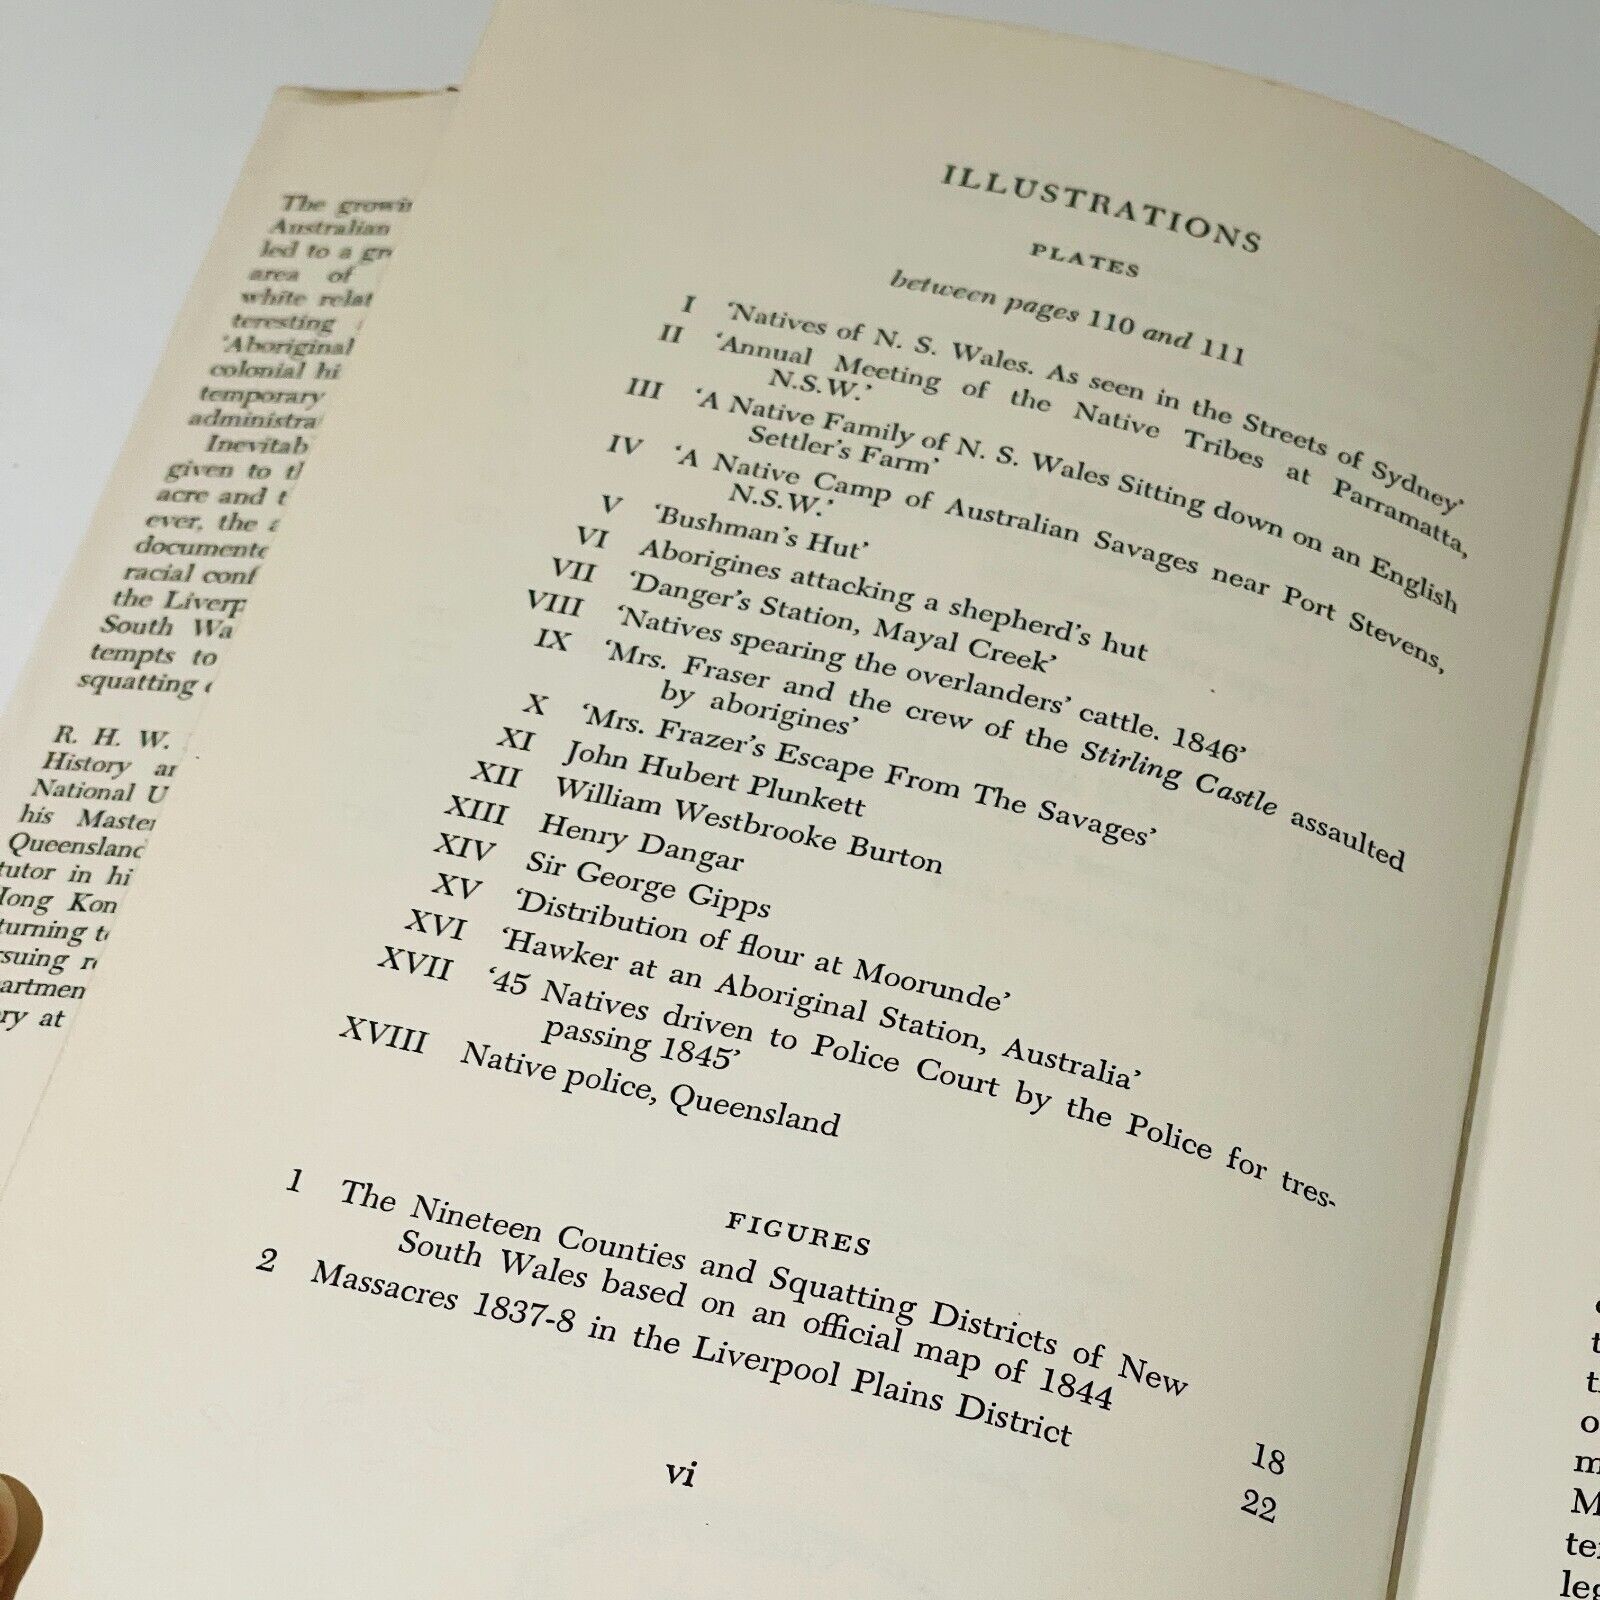 The grown
Australian
led to a
area of
white
teresting
'Aboriginal
colonial
temporary
administra
Inevitab
given to
acre and
ever, the
documente
racial
the Liverp
South Wa
tempts to
squatting
R. H. W.
History
National U
his Master
Queensland
tutor in
Hong Kon
turning
suing
artmen
ry at
ILLUSTRATIONS
PLATES
between pages 110 and 111
I 'Natives of N. S. Wales. As seen in the Streets of Sydney'
II 'Annual Meeting of the Native Tribes at Parramatta,
N.S.W.'
III 'A Native Family of N. S. Wales Sitting down on an English
Settler's Farm'
IV 'A Native Camp of Australian Savages near Port Stevens,
N.S.W.'
V 'Bushman's Hut'
VI Aborigines attacking a shepherd's hut
VII 'Danger's Station, Mayal Creek'
VIII 'Natives spearing the overlanders' cattle. 1846'
IX 'Mrs. Fraser and the crew of the Stirling Castle assaulted
by aborigines'
X 'Mrs. Frazer's Escape From The Savages'
XI John Hubert Plunkett
XII William Westbrooke Burton
XIII Henry Dangar
XIV Sir George Gipps
XV 'Distribution of flour at Moorunde'
XVI 'Hawker at an Aboriginal Station, Australia'
XVII '45 Natives driven to Police Court by the Police for tres-
passing 1845'
XVIII Native police, Queensland
FIGURES
1 The Nineteen Counties and Squatting Districts of New
South Wales based on an official map of 1844 18
2 Massacres 1837-8 in the Liverpool Plains District 22
vi